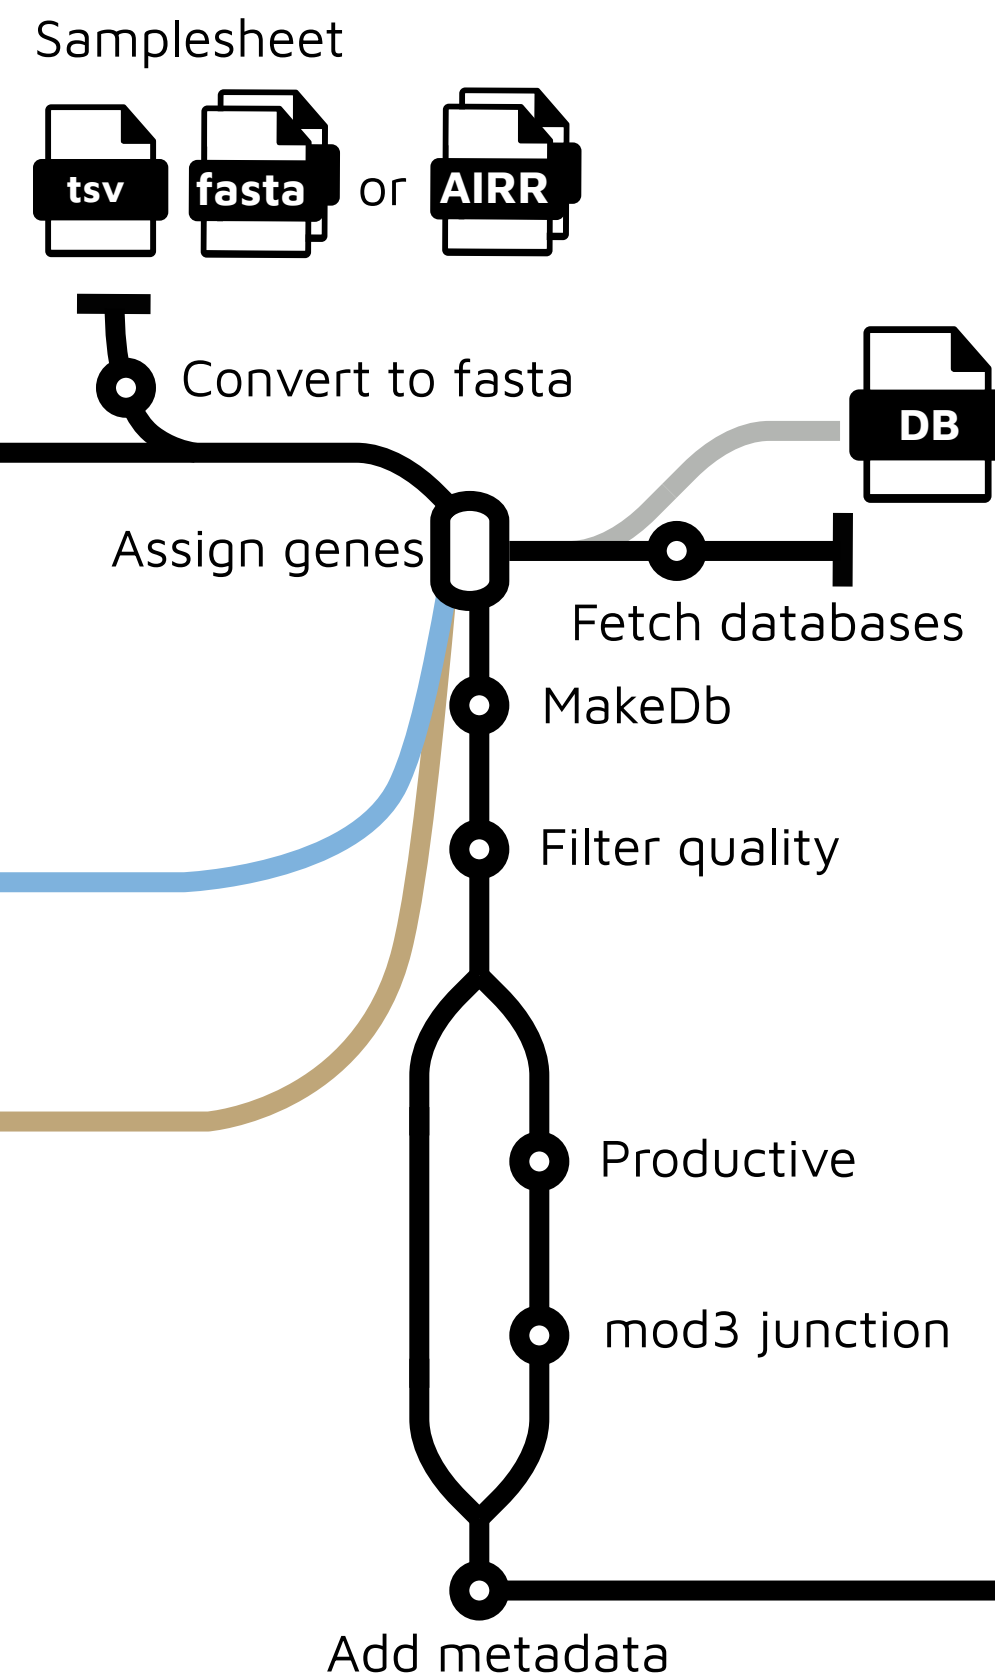 Samplesheet
tsv fasta or AIRR
Convert to fasta
DB
Assign genes
Fetch databases
MakeDb
Filter quality
Productive
mod3 junction
Add metadata